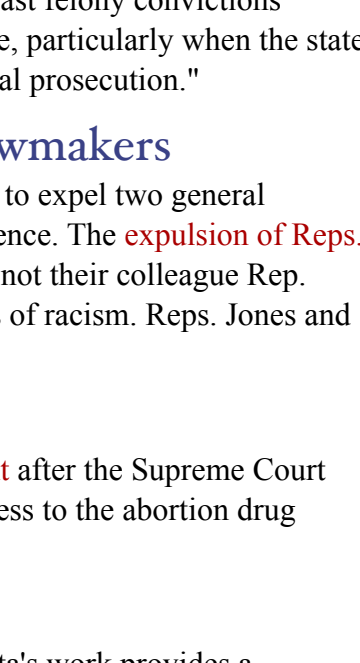 ast felony convictions
e, particularly when the state
al prosecution."
wmakers
to expel two general
ence. The expulsion of Reps.
not their colleague Rep.
s of racism. Reps. Jones and
t after the Supreme Court
ess to the abortion drug
ta's work provides a